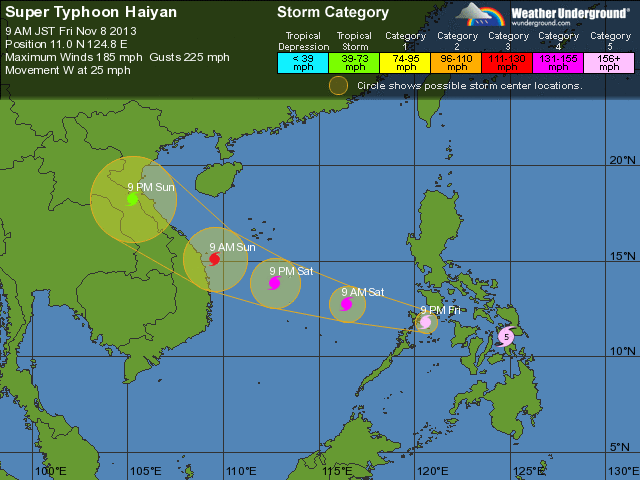 Super Typhoon Haiyan
9 AM JST Fri Nov 8 2013
Position 11.0 N 124.8 E
Maximum Winds 185 mph Gusts 225 mph
Movement W at 25 mph
Storm Category
Weather Underground®
wunderground.com®
Tropical Depression
Tropical Storm
Category 1
Category 2
Category 3
Category 4
Category 5
< 39 mph
39-73 mph
74-95 mph
96-110 mph
111-130 mph
131-155 mph
156+ mph
Circle shows possible storm center locations.
20°N
9 PM Sun
9 AM Sun
15°N
9 PM Sat
9 AM Sat
9 PM Fri
5
10°N
5°N
100°E
105°E
110°E
115°E
120°E
125°E
130°E